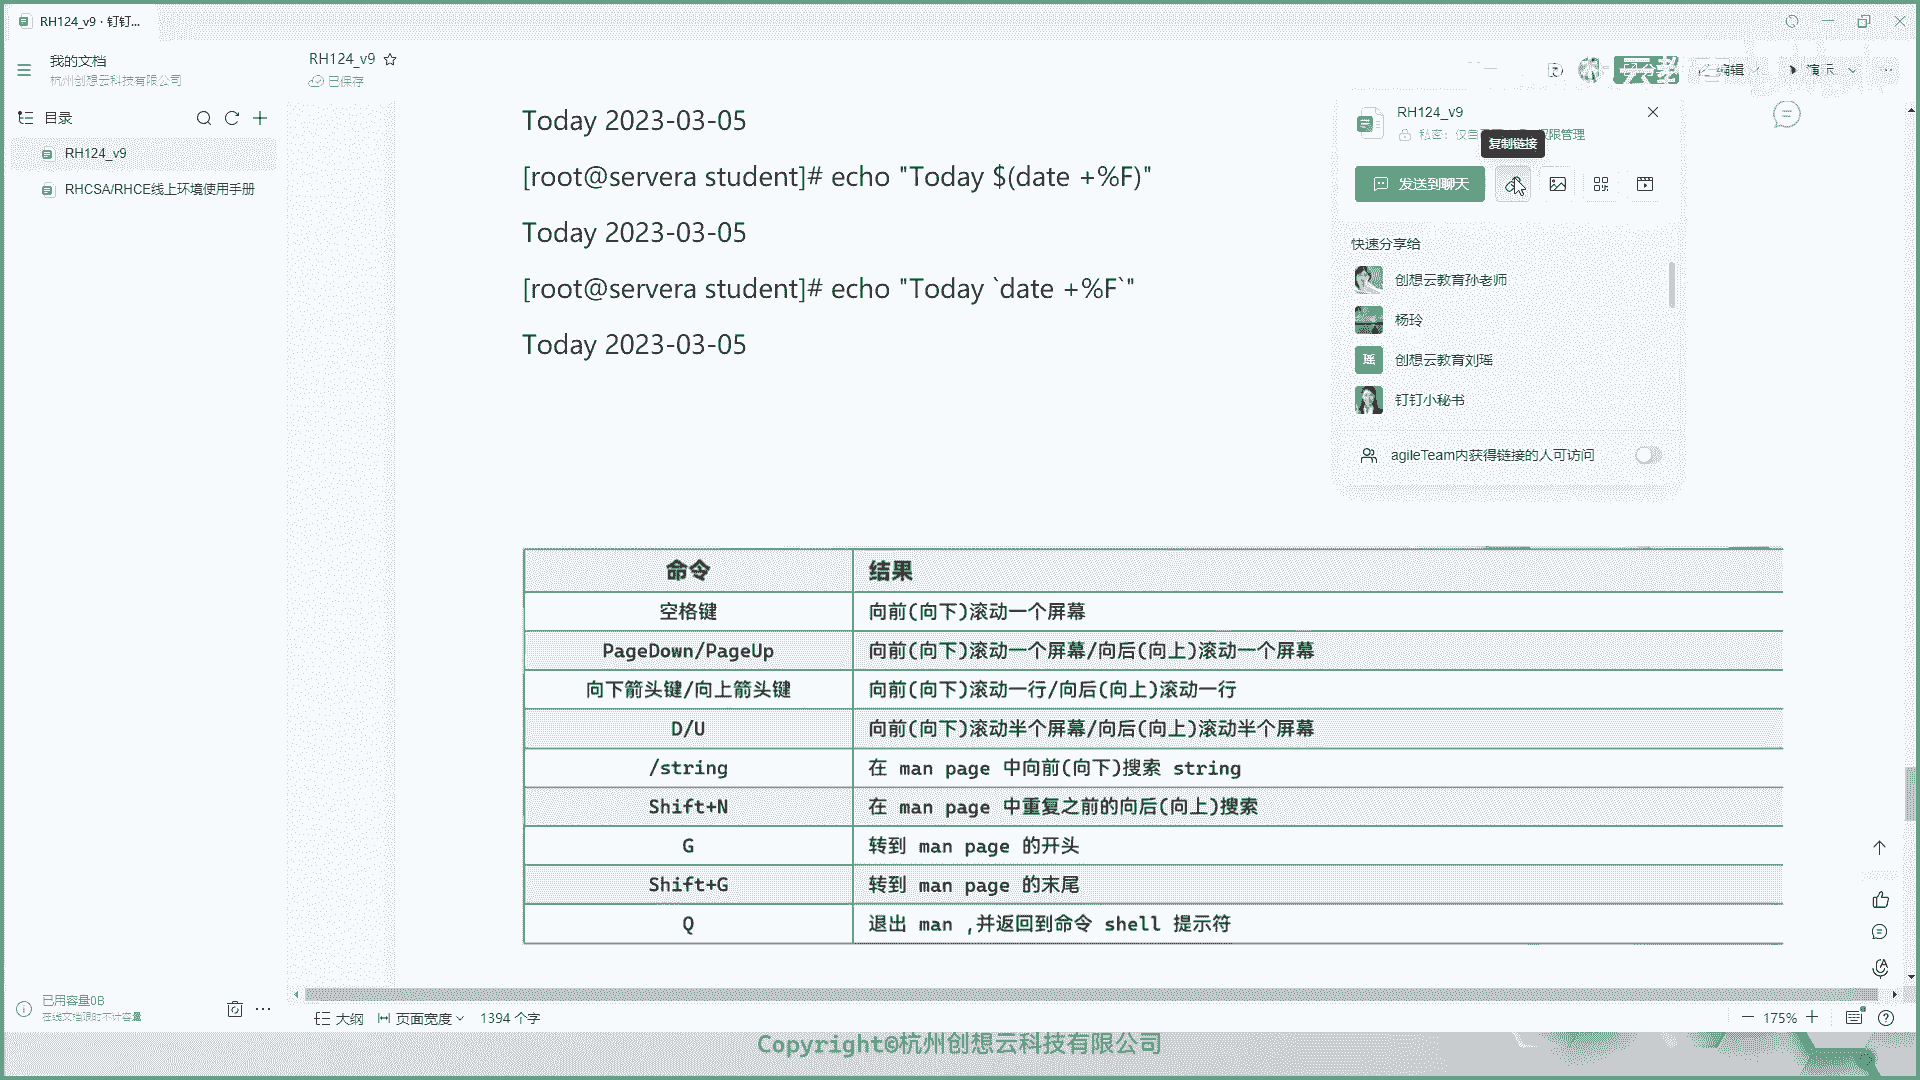 RH124_v9 · 钉钉...
我的文档
杭州创想云科技有限公司
RH124_v9
已保存
编辑
演示
目录
RH124_v9
RHCSA/RHCE线上环境使用手册
Today 2023-03-05
[root@servera student]# echo "Today $(date +%F)"
Today 2023-03-05
[root@servera student]# echo "Today `date +%F`"
Today 2023-03-05
RH124_v9
私密：仅自
权限管理
复制链接
发送到聊天
快速分享给
创想云教育孙老师
杨玲
瑶
创想云教育刘瑶
钉钉小秘书
agileTeam内获得链接的人可访问
命令 结果
空格键 向前(向下)滚动一个屏幕
PageDown/PageUp 向前(向下)滚动一个屏幕/向后(向上)滚动一个屏幕
向下箭头键/向上箭头键 向前(向下)滚动一行/向后(向上)滚动一行
D/U 向前(向下)滚动半个屏幕/向后(向上)滚动半个屏幕
/string 在 man page 中向前(向下)搜索 string
Shift+N 在 man page 中重复之前的向后(向上)搜索
G 转到 man page 的开头
Shift+G 转到 man page 的末尾
Q 退出 man ,并返回到命令 shell 提示符
已用容量0B
在线文档限时不计容量
大纲 页面宽度 1394 个字
175%
Copyright©杭州创想云科技有限公司